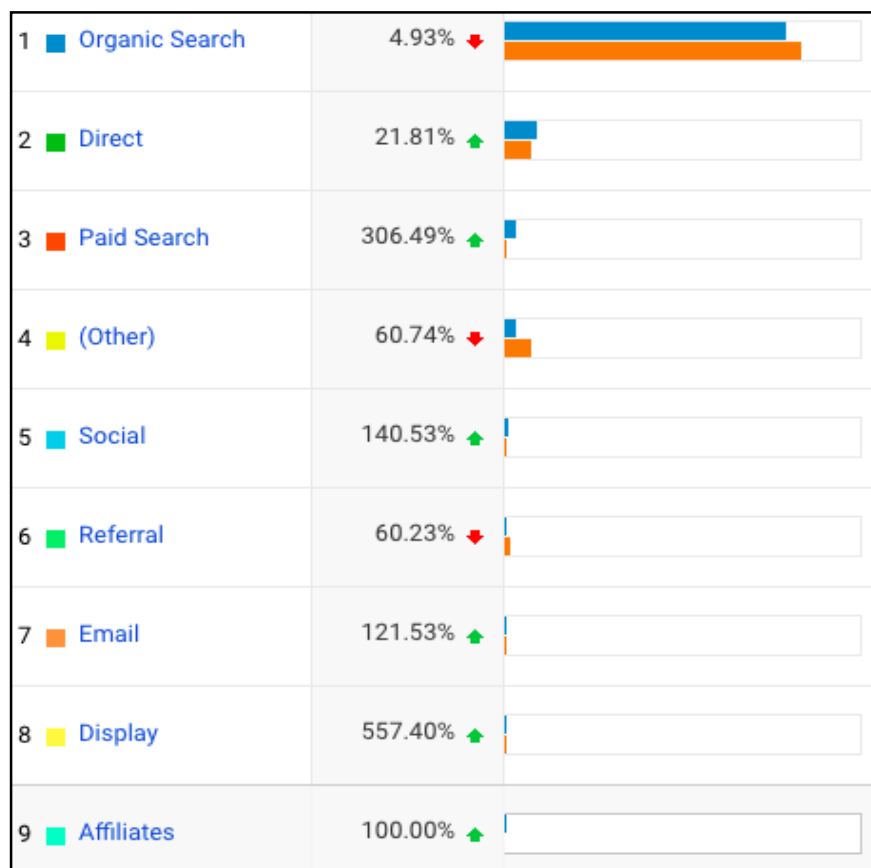 1 Organic Search 4.93%
2 Direct 21.81%
3 Paid Search 306.49%
4 (Other) 60.74%
5 Social 140.53%
6 Referral 60.23%
7 Email 121.53%
8 Display 557.40%
9 Affiliates 100.00%